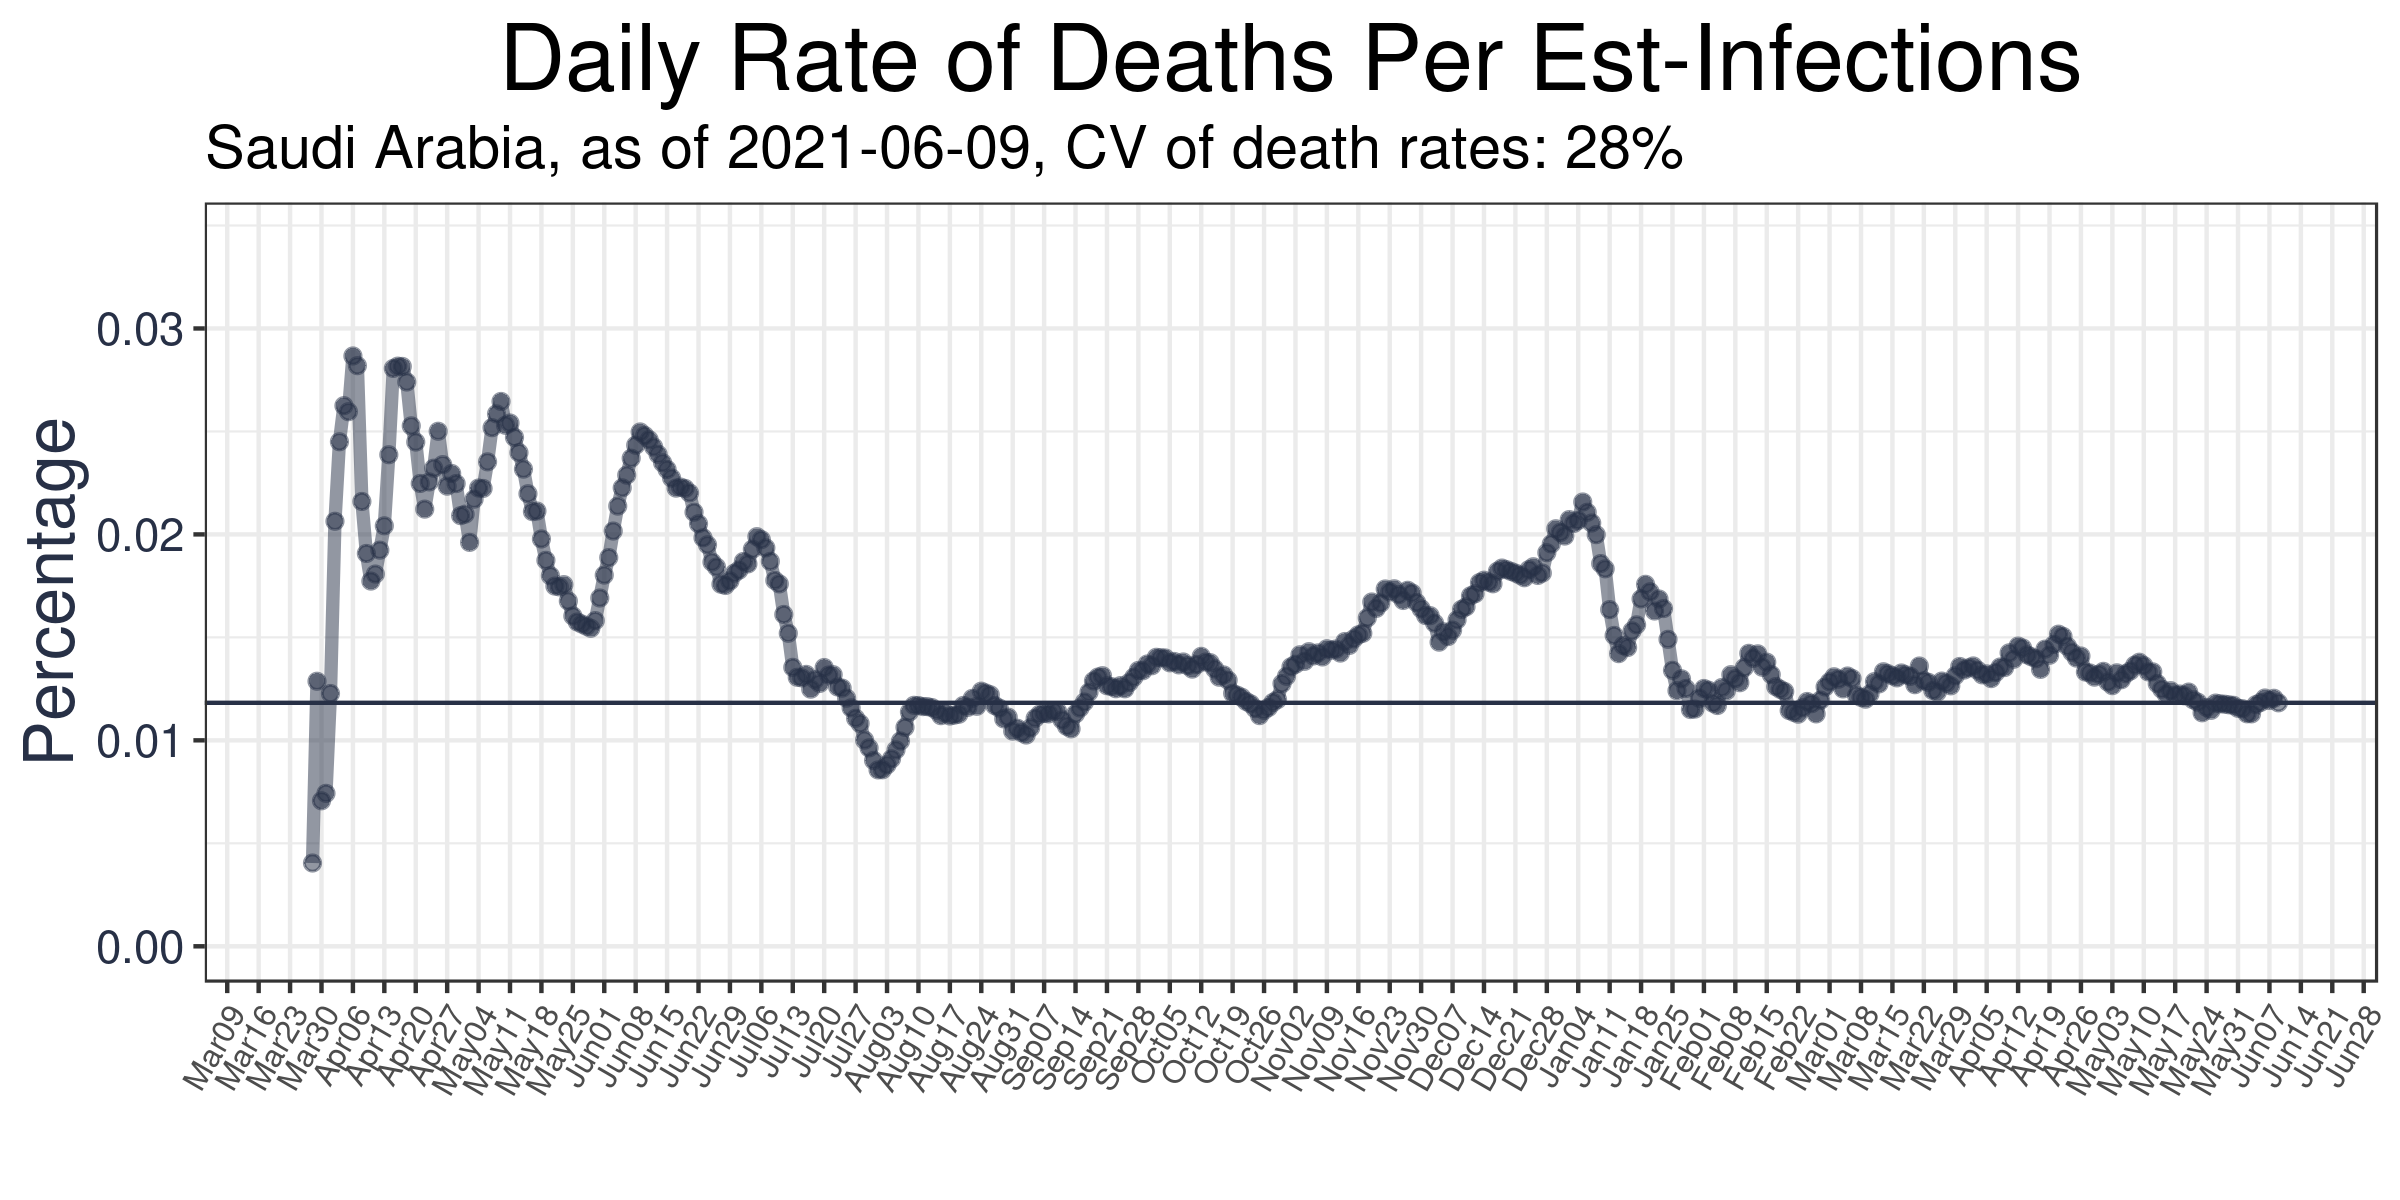 Daily Rate of Deaths Per Est-Infections
Saudi Arabia, as of 2021-06-09, CV of death rates: 28%
Percentage
0.03
0.02
0.01
0.00
Mar09
Mar16
Mar23
Mar30
Apr06
Apr13
Apr20
Apr27
May04
May11
May18
May25
Jun01
Jun08
Jun15
Jun22
Jun29
Jul06
Jul13
Jul20
Jul27
Aug03
Aug10
Aug17
Aug24
Aug31
Sep07
Sep14
Sep21
Sep28
Oct05
Oct12
Oct19
Oct26
Nov02
Nov09
Nov16
Nov23
Nov30
Dec07
Dec14
Dec21
Dec28
Jan04
Jan11
Jan18
Jan25
Feb01
Feb08
Feb15
Feb22
Mar01
Mar08
Mar15
Mar22
Mar29
Apr05
Apr12
Apr19
Apr26
May03
May10
May17
May24
May31
Jun07
Jun14
Jun21
Jun28